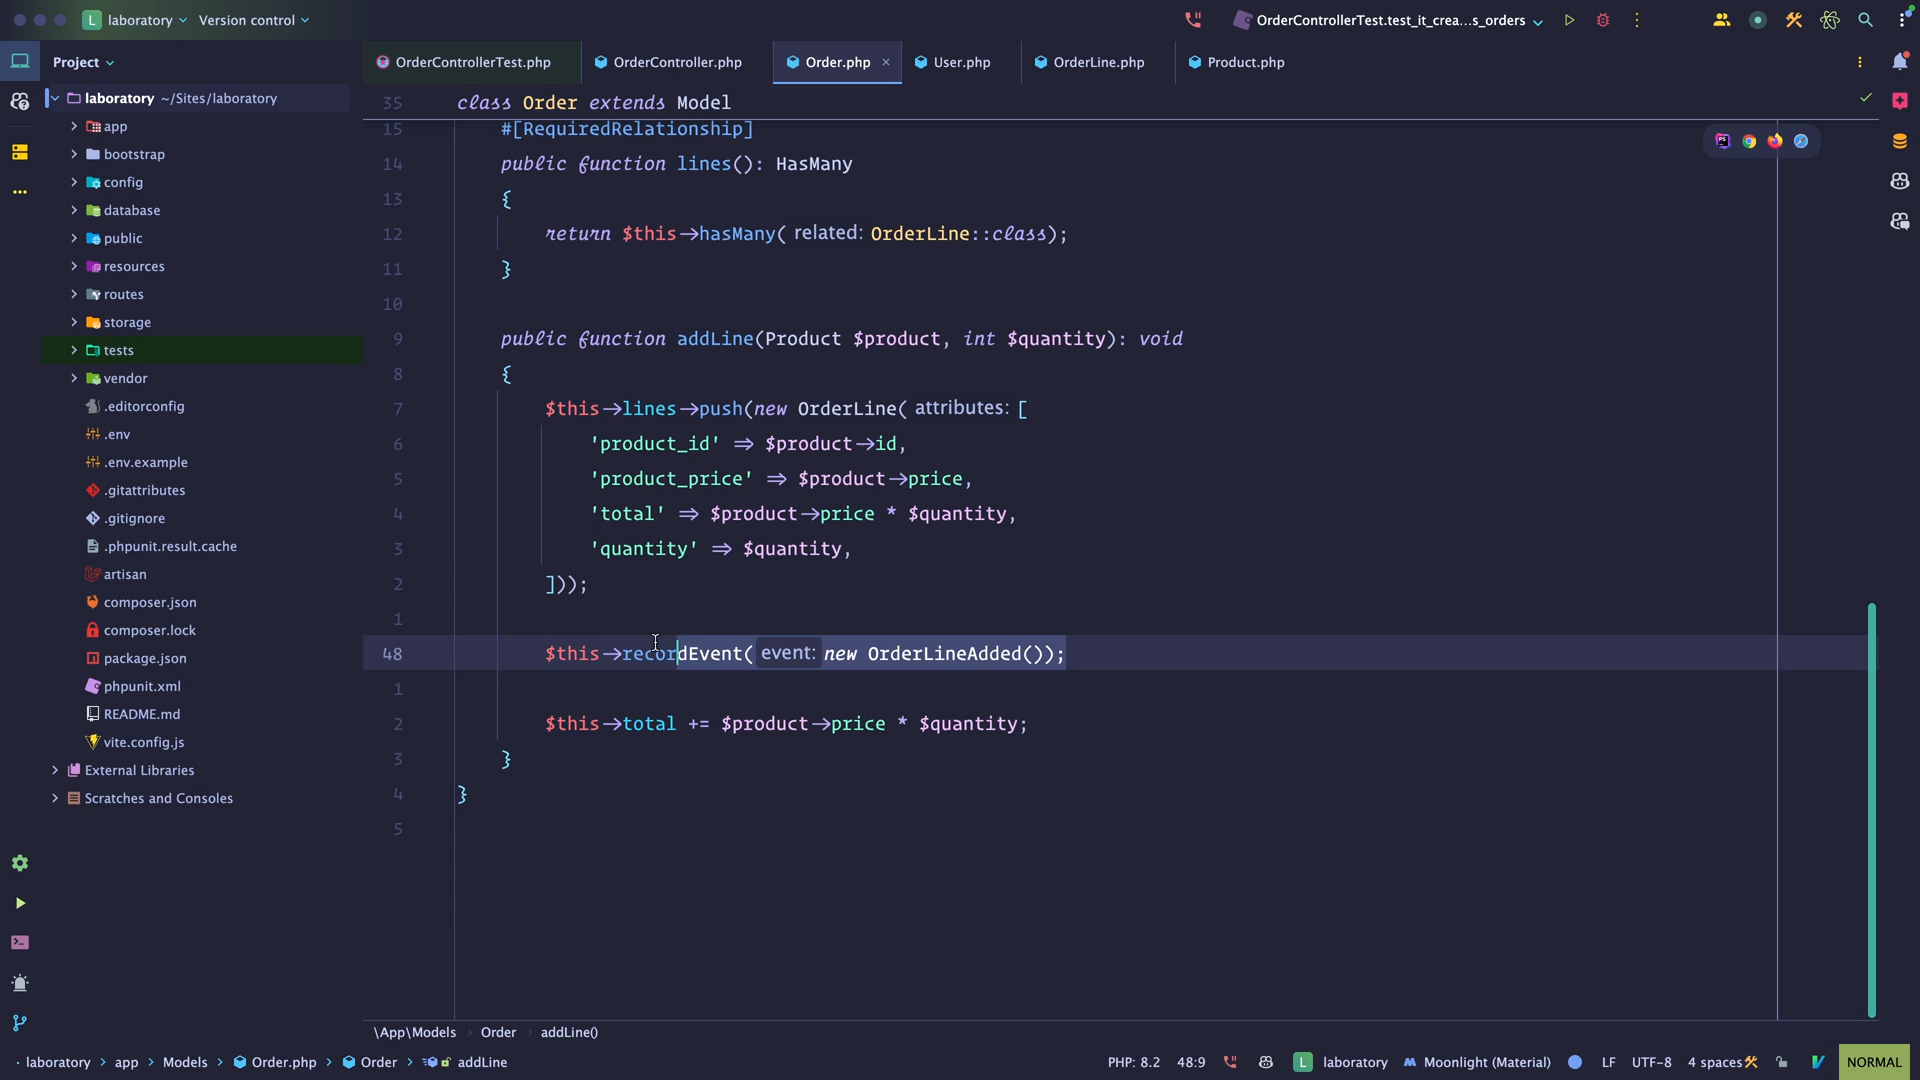 L laboratory Version control OrderControllerTest.test_it_crea...s_orders
Project
OrderControllerTest.php OrderController.php Order.php × User.php OrderLine.php Product.php
laboratory ~/Sites/laboratory
app
bootstrap
config
database
public
resources
routes
storage
tests
vendor
.editorconfig
.env
.env.example
.gitattributes
.gitignore
.phpunit.result.cache
artisan
composer.json
composer.lock
package.json
phpunit.xml
README.md
vite.config.js
External Libraries
Scratches and Consoles
35 class Order extends Model
15 #[RequiredRelationship]
14 public function lines(): HasMany
13 {
12 return $this->hasMany( related: OrderLine::class);
11 }
10
9 public function addLine(Product $product, int $quantity): void
8 {
7 $this->lines->push(new OrderLine( attributes: [
6 'product_id' => $product->id,
5 'product_price' => $product->price,
4 'total' => $product->price * $quantity,
3 'quantity' => $quantity,
2 ]));
1
48 $this->recordEvent( event: new OrderLineAdded());
1
2 $this->total += $product->price * $quantity;
3 }
4 }
5
\App\Models › Order › addLine()
laboratory › app › Models › Order.php › Order › addLine PHP: 8.2 48:9 L laboratory Moonlight (Material) LF UTF-8 4 spaces NORMAL